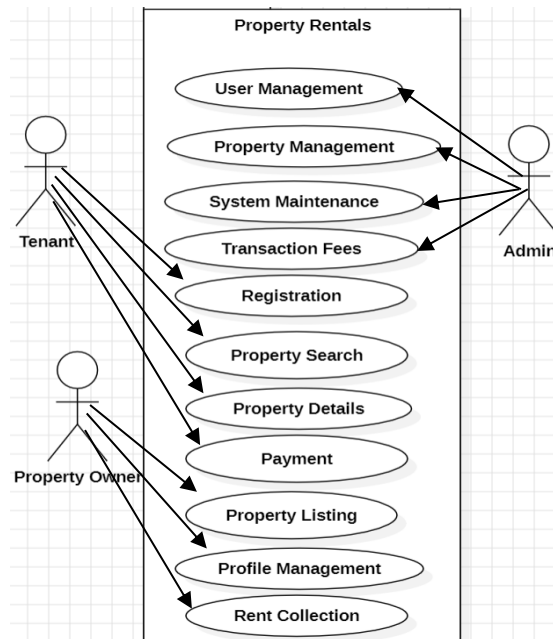 Property Rentals
User Management
Property Management
System Maintenance
Transaction Fees
Registration
Property Search
Property Details
Payment
Property Listing
Profile Management
Rent Collection
Tenant
Property Owner
Admin